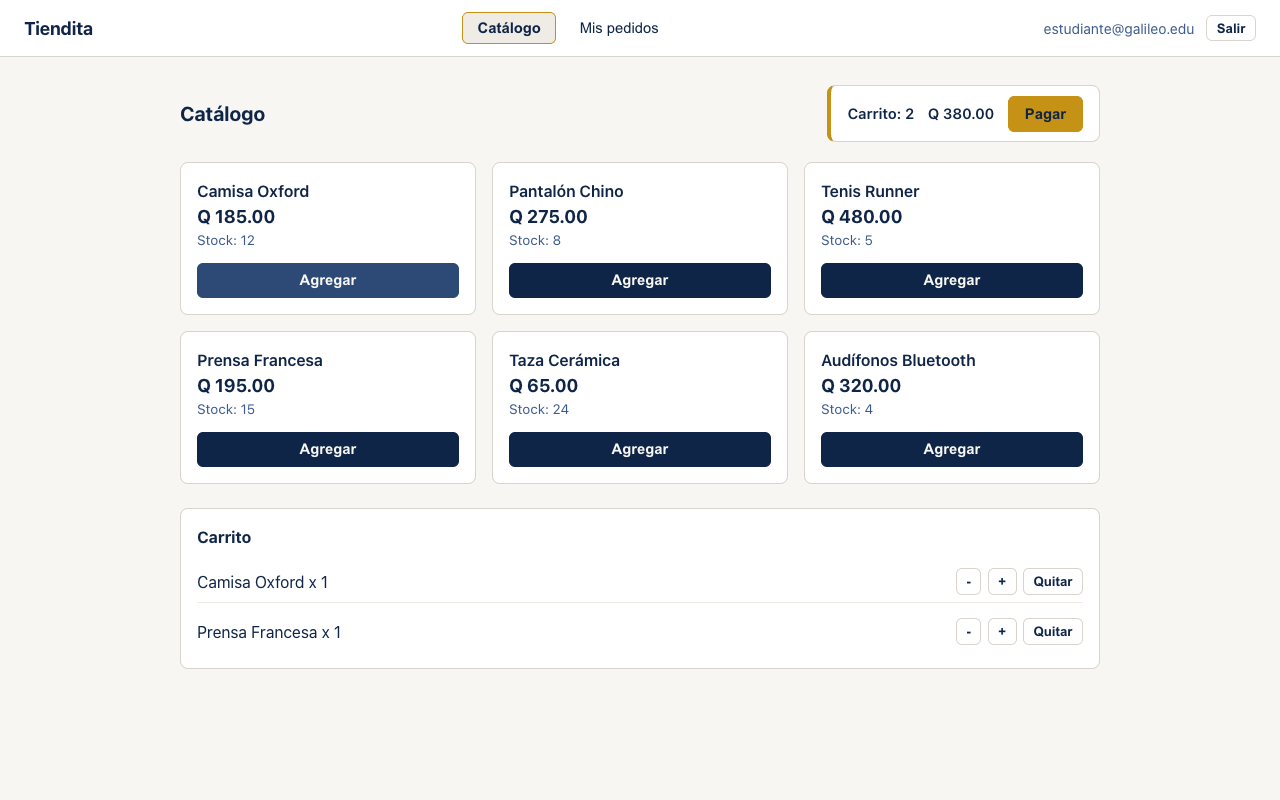 Tiendita
Catálogo
Mis pedidos
estudiante@galileo.edu
Salir
Catálogo
Carrito: 2 Q 380.00 Pagar
Camisa Oxford
Q 185.00
Stock: 12
Agregar
Pantalón Chino
Q 275.00
Stock: 8
Agregar
Tenis Runner
Q 480.00
Stock: 5
Agregar
Prensa Francesa
Q 195.00
Stock: 15
Agregar
Taza Cerámica
Q 65.00
Stock: 24
Agregar
Audífonos Bluetooth
Q 320.00
Stock: 4
Agregar
Carrito
Camisa Oxford x 1 - + Quitar
Prensa Francesa x 1 - + Quitar